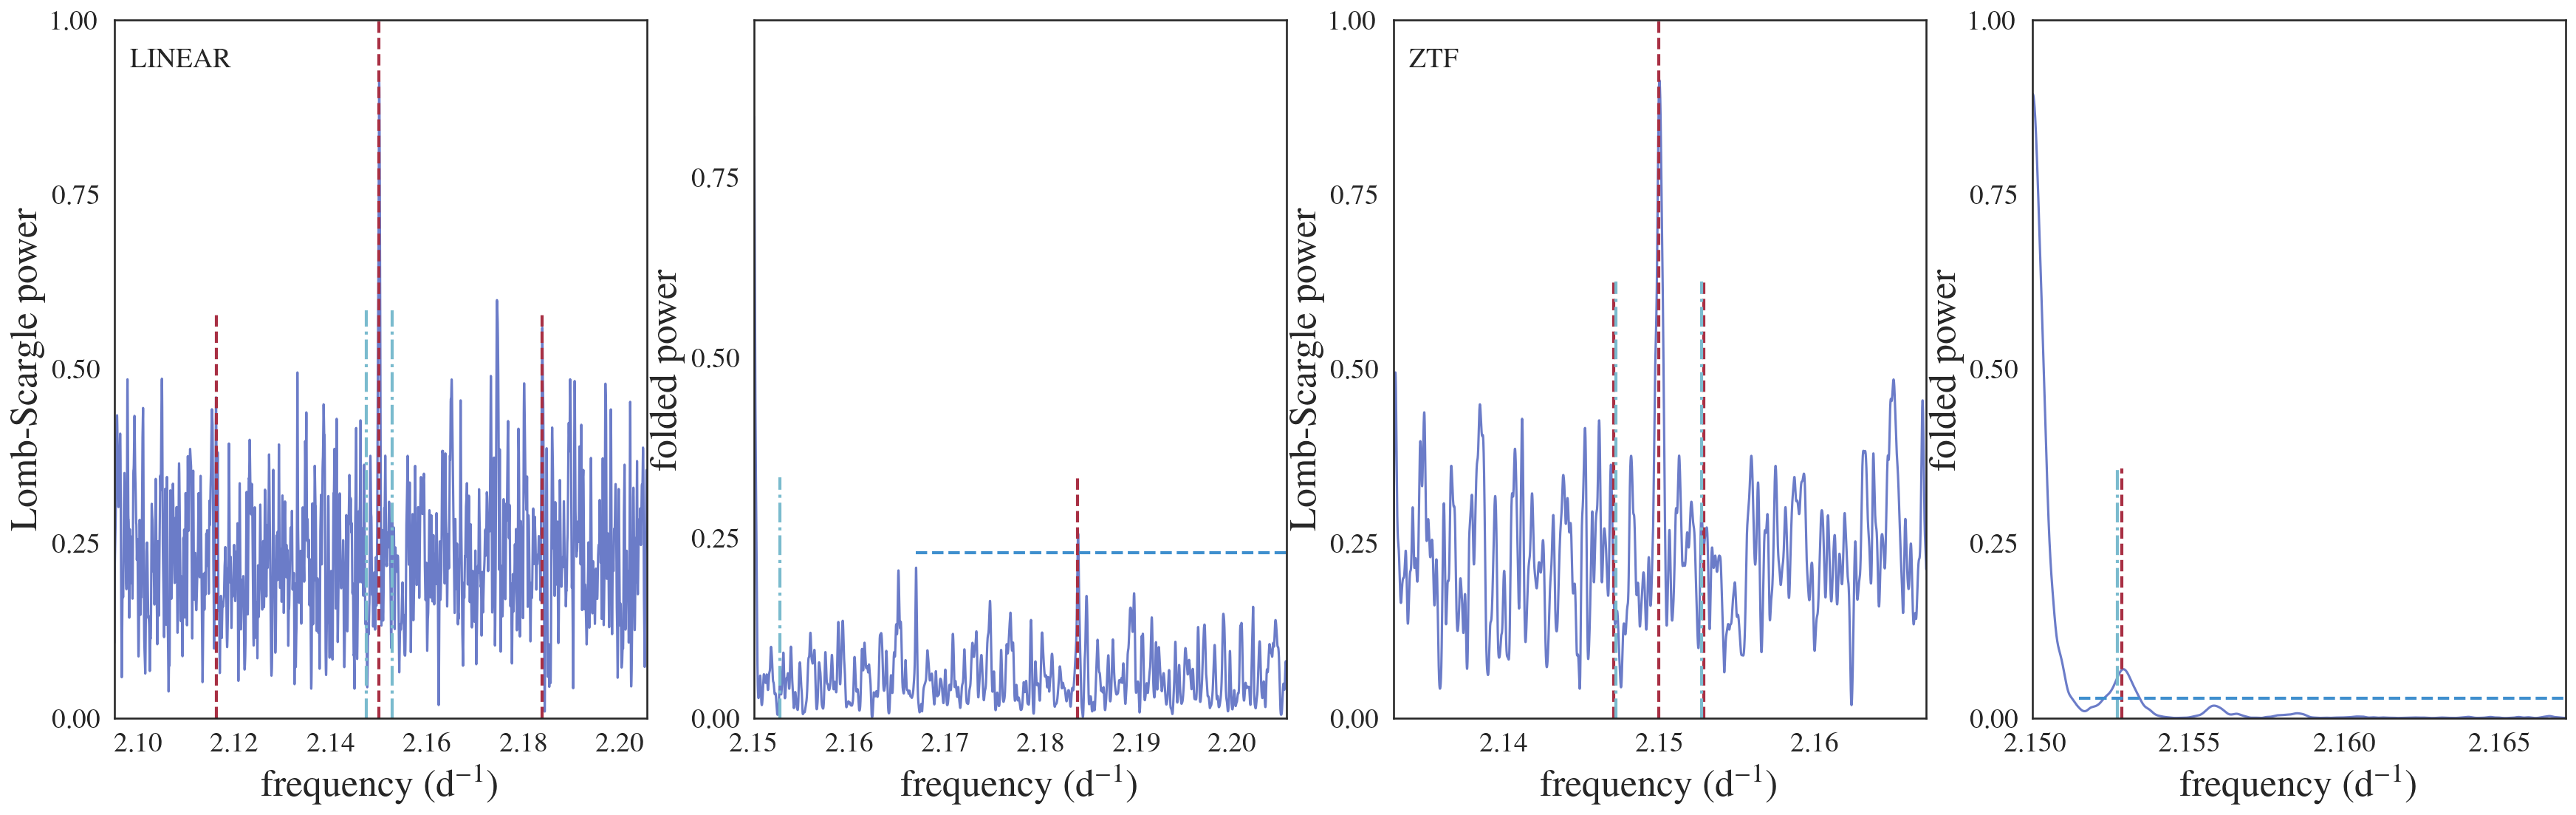 LINEAR
Lomb-Scargle power
1.00
0.75
0.50
0.25
0.00
2.10 2.12 2.14 2.16 2.18 2.20
frequency (d⁻¹)
folded power
0.75
0.50
0.25
0.00
2.15 2.16 2.17 2.18 2.19 2.20
frequency (d⁻¹)
ZTF
Lomb-Scargle power
1.00
0.75
0.50
0.25
0.00
2.14 2.15 2.16
frequency (d⁻¹)
folded power
1.00
0.75
0.50
0.25
0.00
2.150 2.155 2.160 2.165
frequency (d⁻¹)